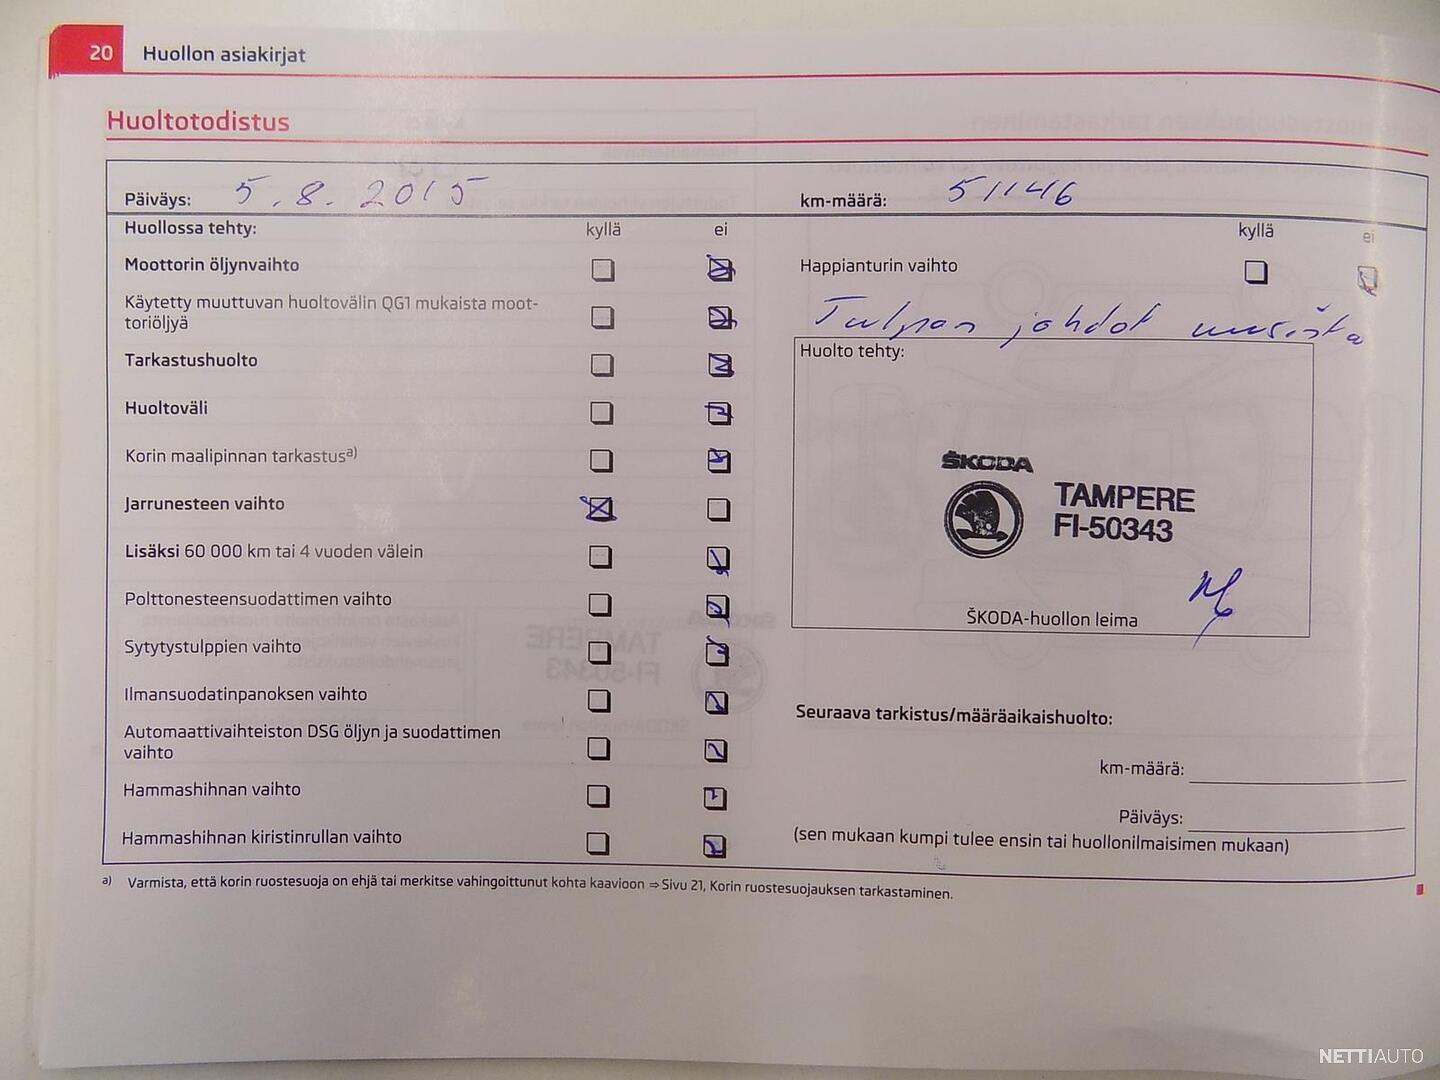 20 Huollon asiakirjat
Huoltotodistus
Päiväys: 5.8.2015
km-määrä: 51146
Huollossa tehty: kyllä ei
Moottorin öljynvaihto
Käytetty muuttuvan huoltovälin QG1 mukaista moot-
toriöljyä
Tarkastushuolto
Huoltoväli
Korin maalipinnan tarkastusa)
Jarrunesteen vaihto
Lisäksi 60 000 km tai 4 vuoden välein
Polttonesteensuodattimen vaihto
Sytytystulppien vaihto
Ilmansuodatinpanoksen vaihto
Automaattivaihteiston DSG öljyn ja suodattimen
vaihto
Hammashihnan vaihto
Hammashihnan kiristinrullan vaihto
kyllä ei
Happianturin vaihto
Tulpan johdot uusista
Huolto tehty:
ŠKODA
TAMPERE
FI-50343
ŠKODA-huollon leima
Seuraava tarkistus/määräaikaishuolto:
km-määrä:
Päiväys:
(sen mukaan kumpi tulee ensin tai huollonilmaisimen mukaan)
a) Varmista, että korin ruostesuoja on ehjä tai merkitse vahingoittunut kohta kaavioon ⇒ Sivu 21, Korin ruostesuojauksen tarkastaminen.
NETTIAUTO